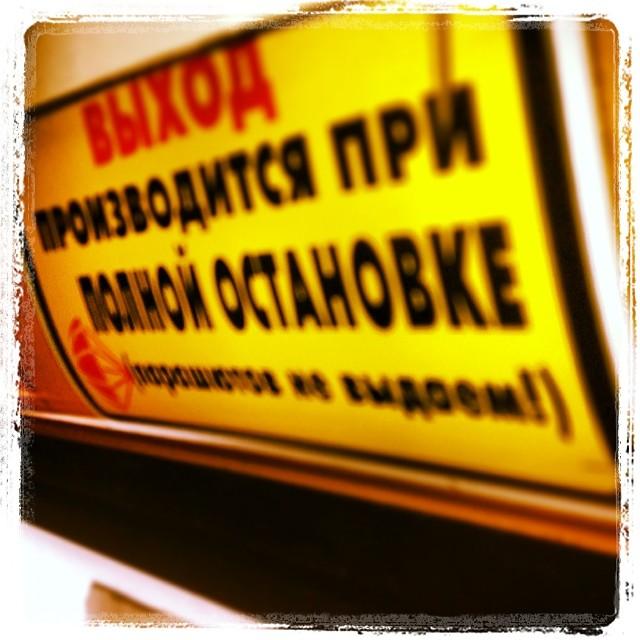 ВЫХОД
ПРОИЗВОДИТСЯ ПРИ
ПОЛНОЙ ОСТАНОВКЕ
(парашютов не выдаем!)